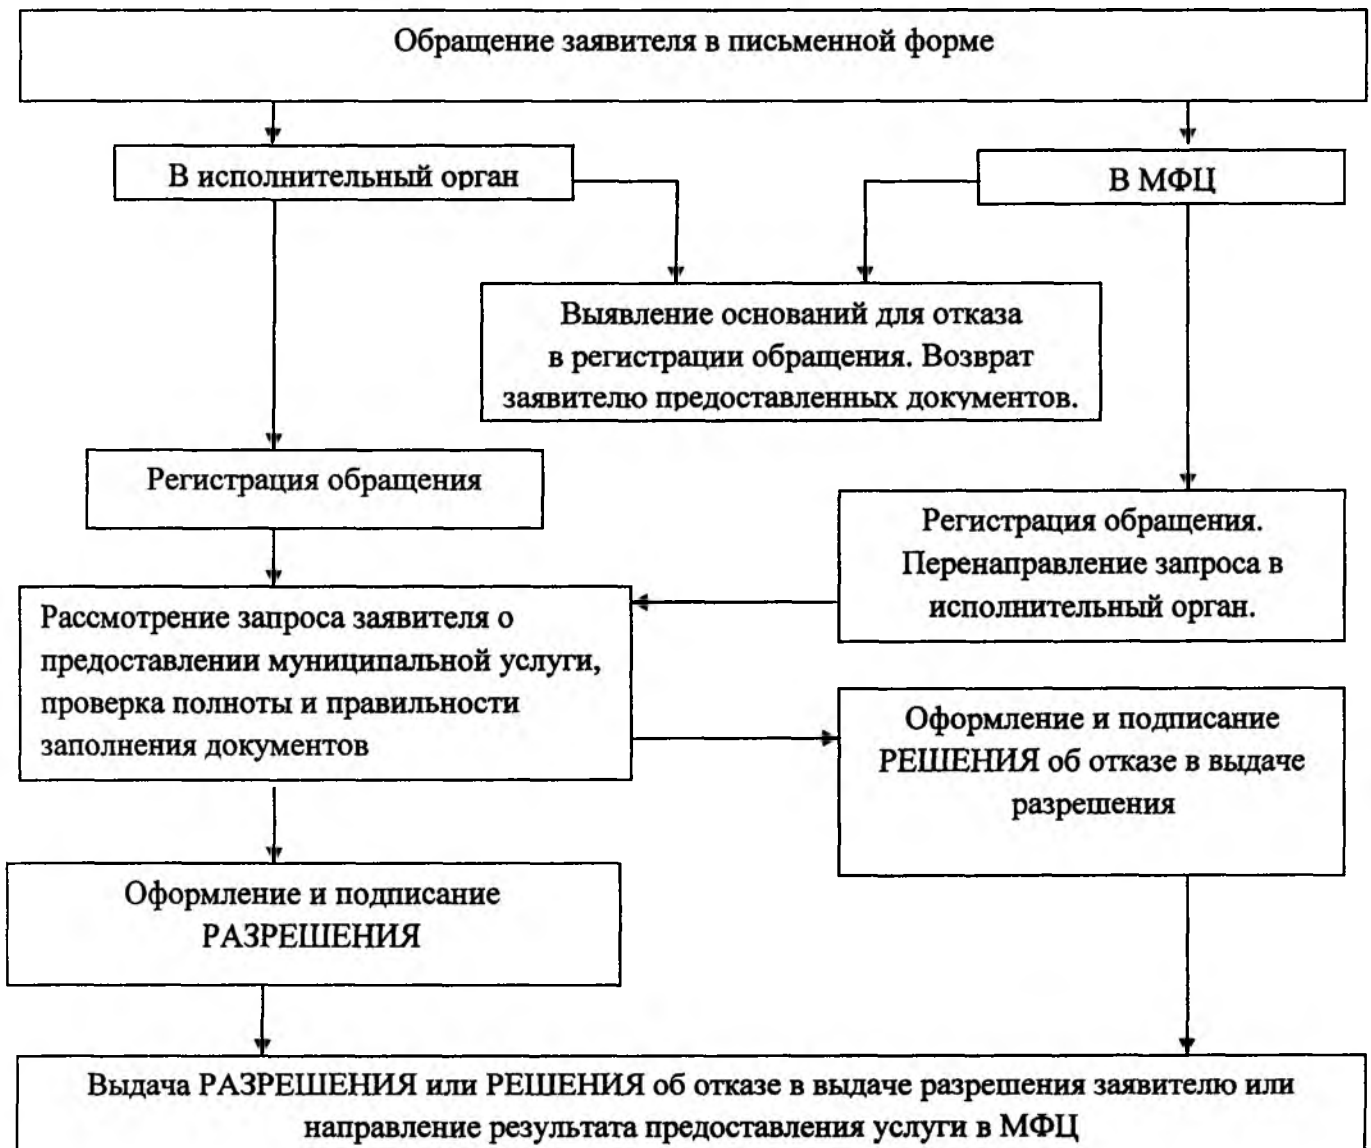 Обращение заявителя в письменной форме
В исполнительный орган
В МФЦ
Выявление оснований для отказа
в регистрации обращения. Возврат
заявителю предоставленных документов.
Регистрация обращения
Регистрация обращения.
Перенаправление запроса в
исполнительный орган.
Рассмотрение запроса заявителя о
предоставлении муниципальной услуги,
проверка полноты и правильности
заполнения документов
Оформление и подписание
РЕШЕНИЯ об отказе в выдаче
разрешения
Оформление и подписание
РАЗРЕШЕНИЯ
Выдача РАЗРЕШЕНИЯ или РЕШЕНИЯ об отказе в выдаче разрешения заявителю или
направление результата предоставления услуги в МФЦ